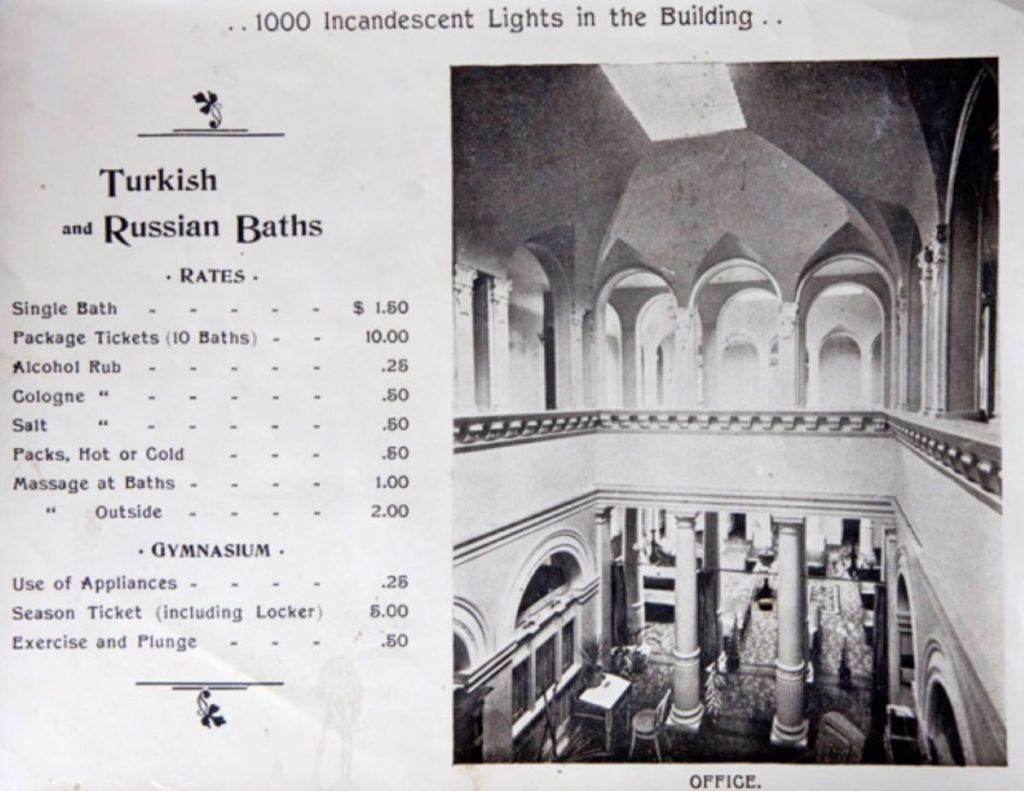 ..1000 Incandescent Lights in the Building..
Turkish
and Russian Baths
· RATES ·
Single Bath - - - - - $ 1.50
Package Tickets (10 Baths) - - 10.00
Alcohol Rub - - - - - .25
Cologne “ - - - - - .50
Salt “ - - - - - .50
Packs, Hot or Cold - - - .50
Massage at Baths - - - - 1.00
“ Outside - - - - 2.00
· GYMNASIUM ·
Use of Appliances - - - - .25
Season Ticket (including Locker) 5.00
Exercise and Plunge - - - .50
OFFICE.